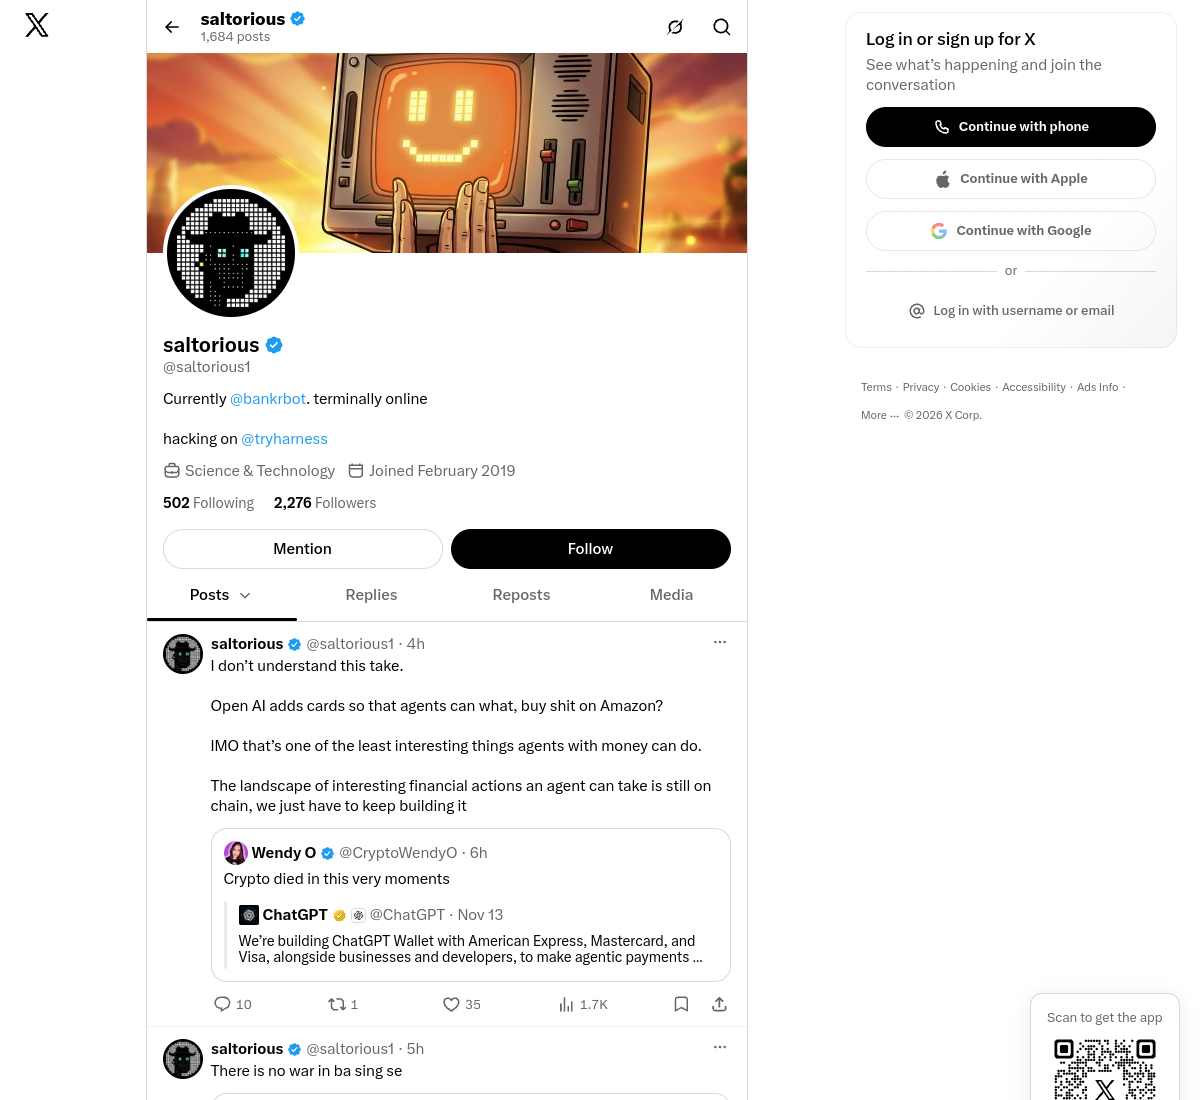 saltorious
1,684 posts
saltorious
@saltorious1
Currently @bankrbot. terminally online
hacking on @tryharness
Science & Technology Joined February 2019
502 Following 2,276 Followers
Mention Follow
Posts Replies Reposts Media
saltorious @saltorious1 · 4h
I don’t understand this take.
Open AI adds cards so that agents can what, buy shit on Amazon?
IMO that’s one of the least interesting things agents with money can do.
The landscape of interesting financial actions an agent can take is still on
chain, we just have to keep building it
Wendy O @CryptoWendyO · 6h
Crypto died in this very moments
ChatGPT @ChatGPT · Nov 13
We’re building ChatGPT Wallet with American Express, Mastercard, and
Visa, alongside businesses and developers, to make agentic payments ...
10 1 35 1.7K
saltorious @saltorious1 · 5h
There is no war in ba sing se
Log in or sign up for X
See what’s happening and join the
conversation
Continue with phone
Continue with Apple
Continue with Google
or
Log in with username or email
Terms · Privacy · Cookies · Accessibility · Ads Info ·
More ··· © 2026 X Corp.
Scan to get the app